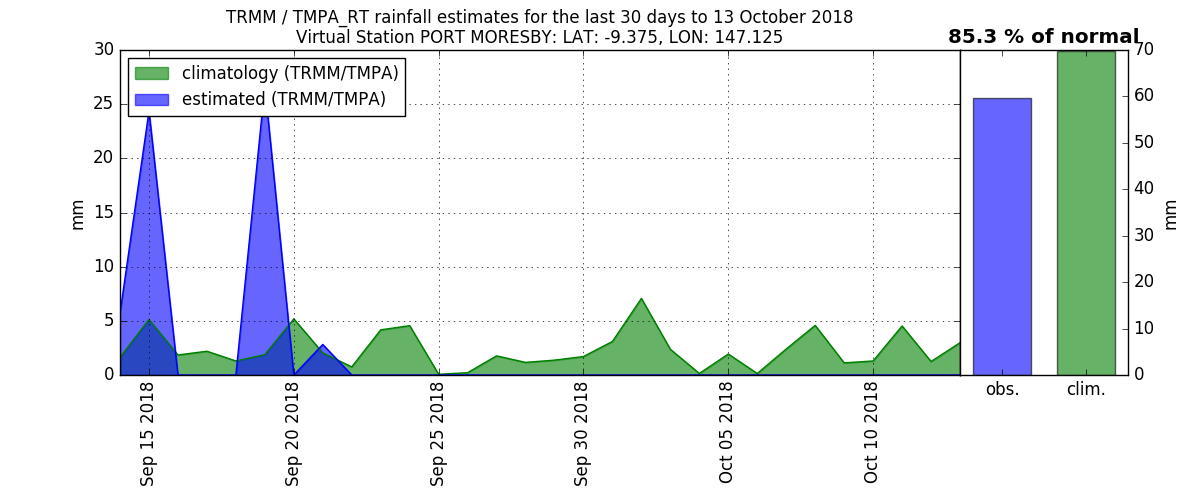 TRMM / TMPA_RT rainfall estimates for the last 30 days to 13 October 2018
Virtual Station PORT MORESBY: LAT: -9.375, LON: 147.125
85.3 % of normal
climatology (TRMM/TMPA)
estimated (TRMM/TMPA)
30
25
20
15
10
5
0
mm
Sep 15 2018
Sep 20 2018
Sep 25 2018
Sep 30 2018
Oct 05 2018
Oct 10 2018
obs.
clim.
70
60
50
40
30
20
10
0
mm